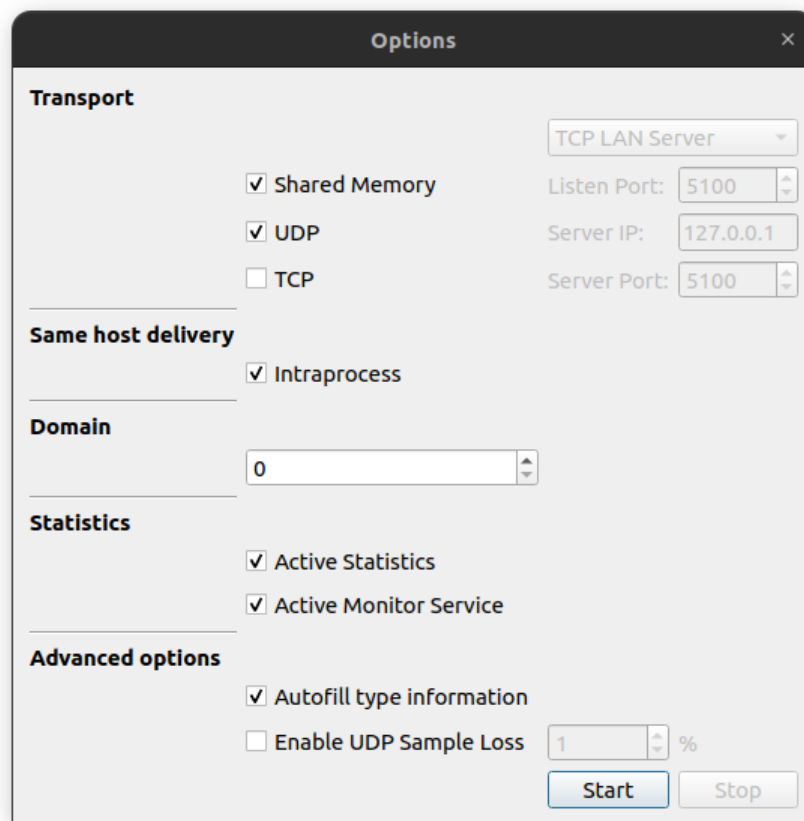 Options ×
Transport
TCP LAN Server
Shared Memory Listen Port: 5100
UDP Server IP: 127.0.0.1
TCP Server Port: 5100
Same host delivery
Intraprocess
Domain
0
Statistics
Active Statistics
Active Monitor Service
Advanced options
Autofill type information
Enable UDP Sample Loss 1 %
Start Stop